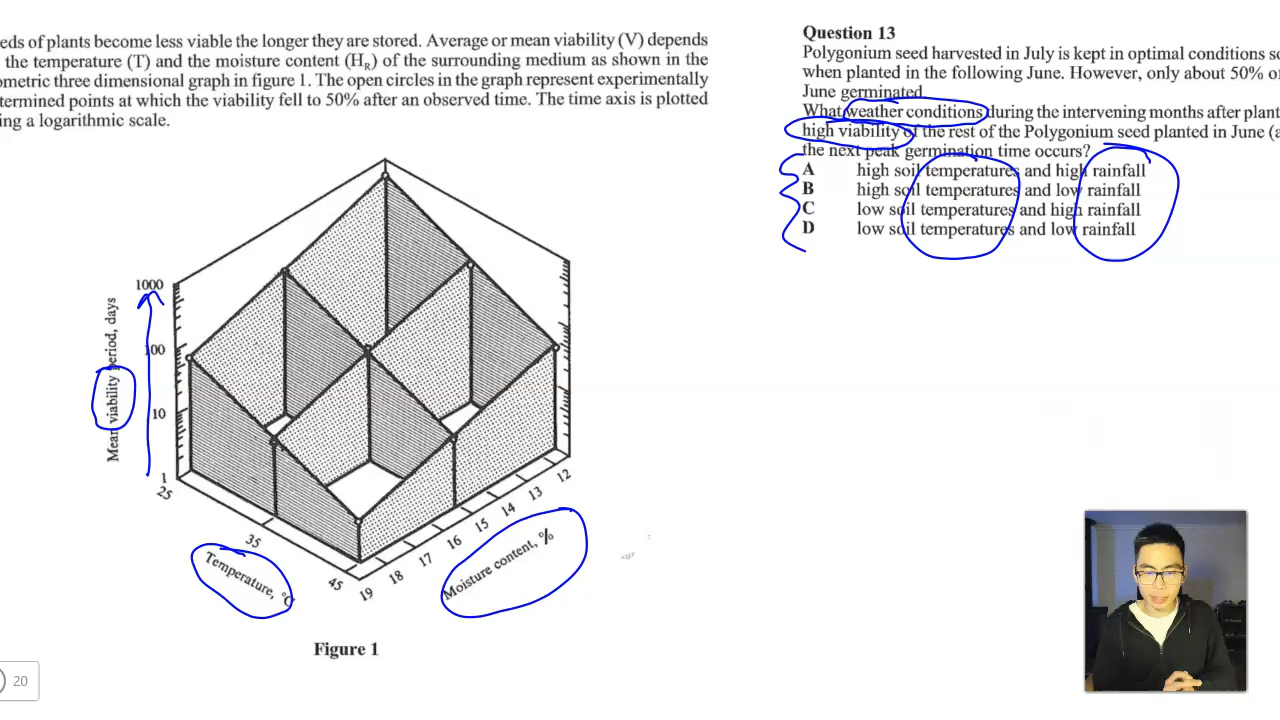 eds of plants become less viable the longer they are stored. Average or mean viability (V) depends
the temperature (T) and the moisture content (HR) of the surrounding medium as shown in the
ometric three dimensional graph in figure 1. The open circles in the graph represent experimentally
termined points at which the viability fell to 50% after an observed time. The time axis is plotted
ing a logarithmic scale.
1000
100
10
1
Mean viability period, days
25
35
45
Temperature, °C
19
18
17
16
15
14
13
12
Moisture content, %
Figure 1
20
Question 13
Polygonium seed harvested in July is kept in optimal conditions so
when planted in the following June. However, only about 50% of
June germinated
What weather conditions during the intervening months after plant
high viability of the rest of the Polygonium seed planted in June (a
the next peak germination time occurs?
A high soil temperatures and high rainfall
B high soil temperatures and low rainfall
C low soil temperatures and high rainfall
D low soil temperatures and low rainfall